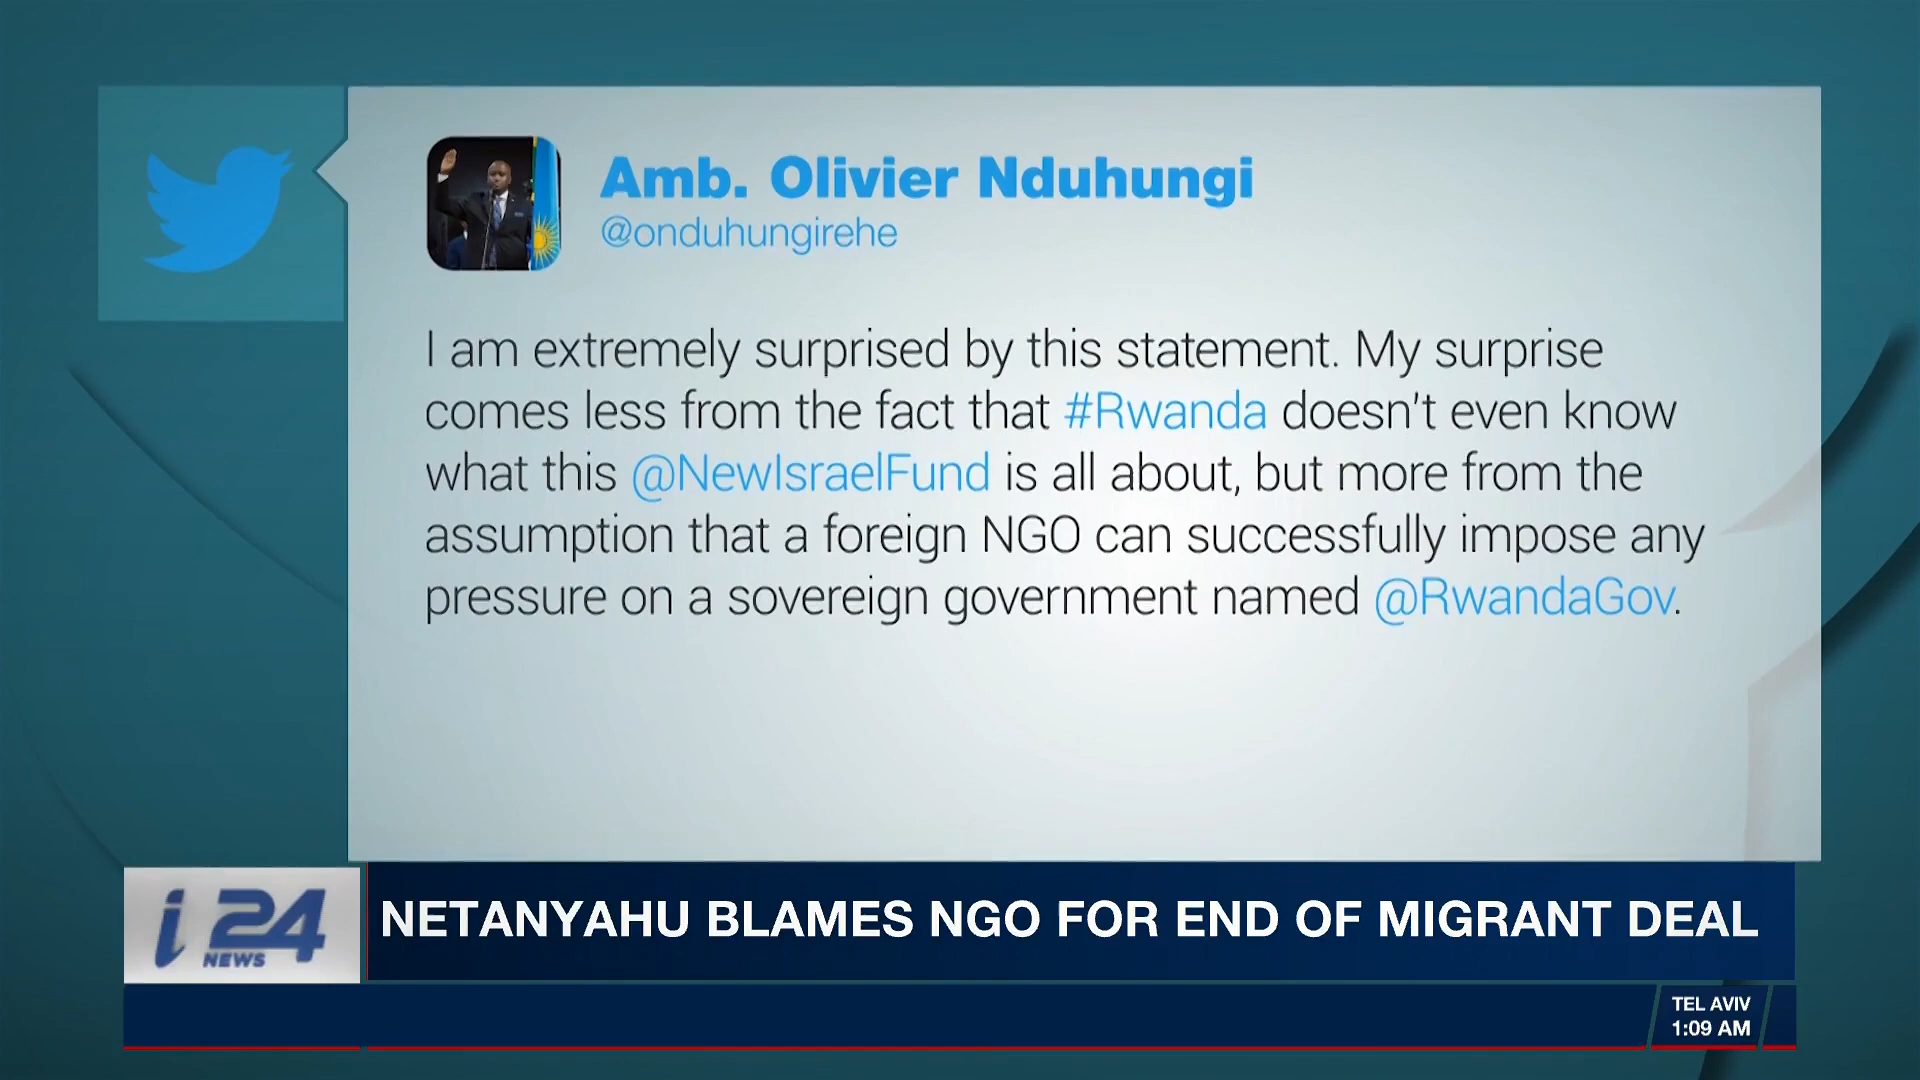 Amb. Olivier Nduhungi
@onduhungirehe
I am extremely surprised by this statement. My surprise
comes less from the fact that #Rwanda doesn't even know
what this @NewIsraelFund is all about, but more from the
assumption that a foreign NGO can successfully impose any
pressure on a sovereign government named @RwandaGov.
i24
NEWS
NETANYAHU BLAMES NGO FOR END OF MIGRANT DEAL
TEL AVIV
1:09 AM